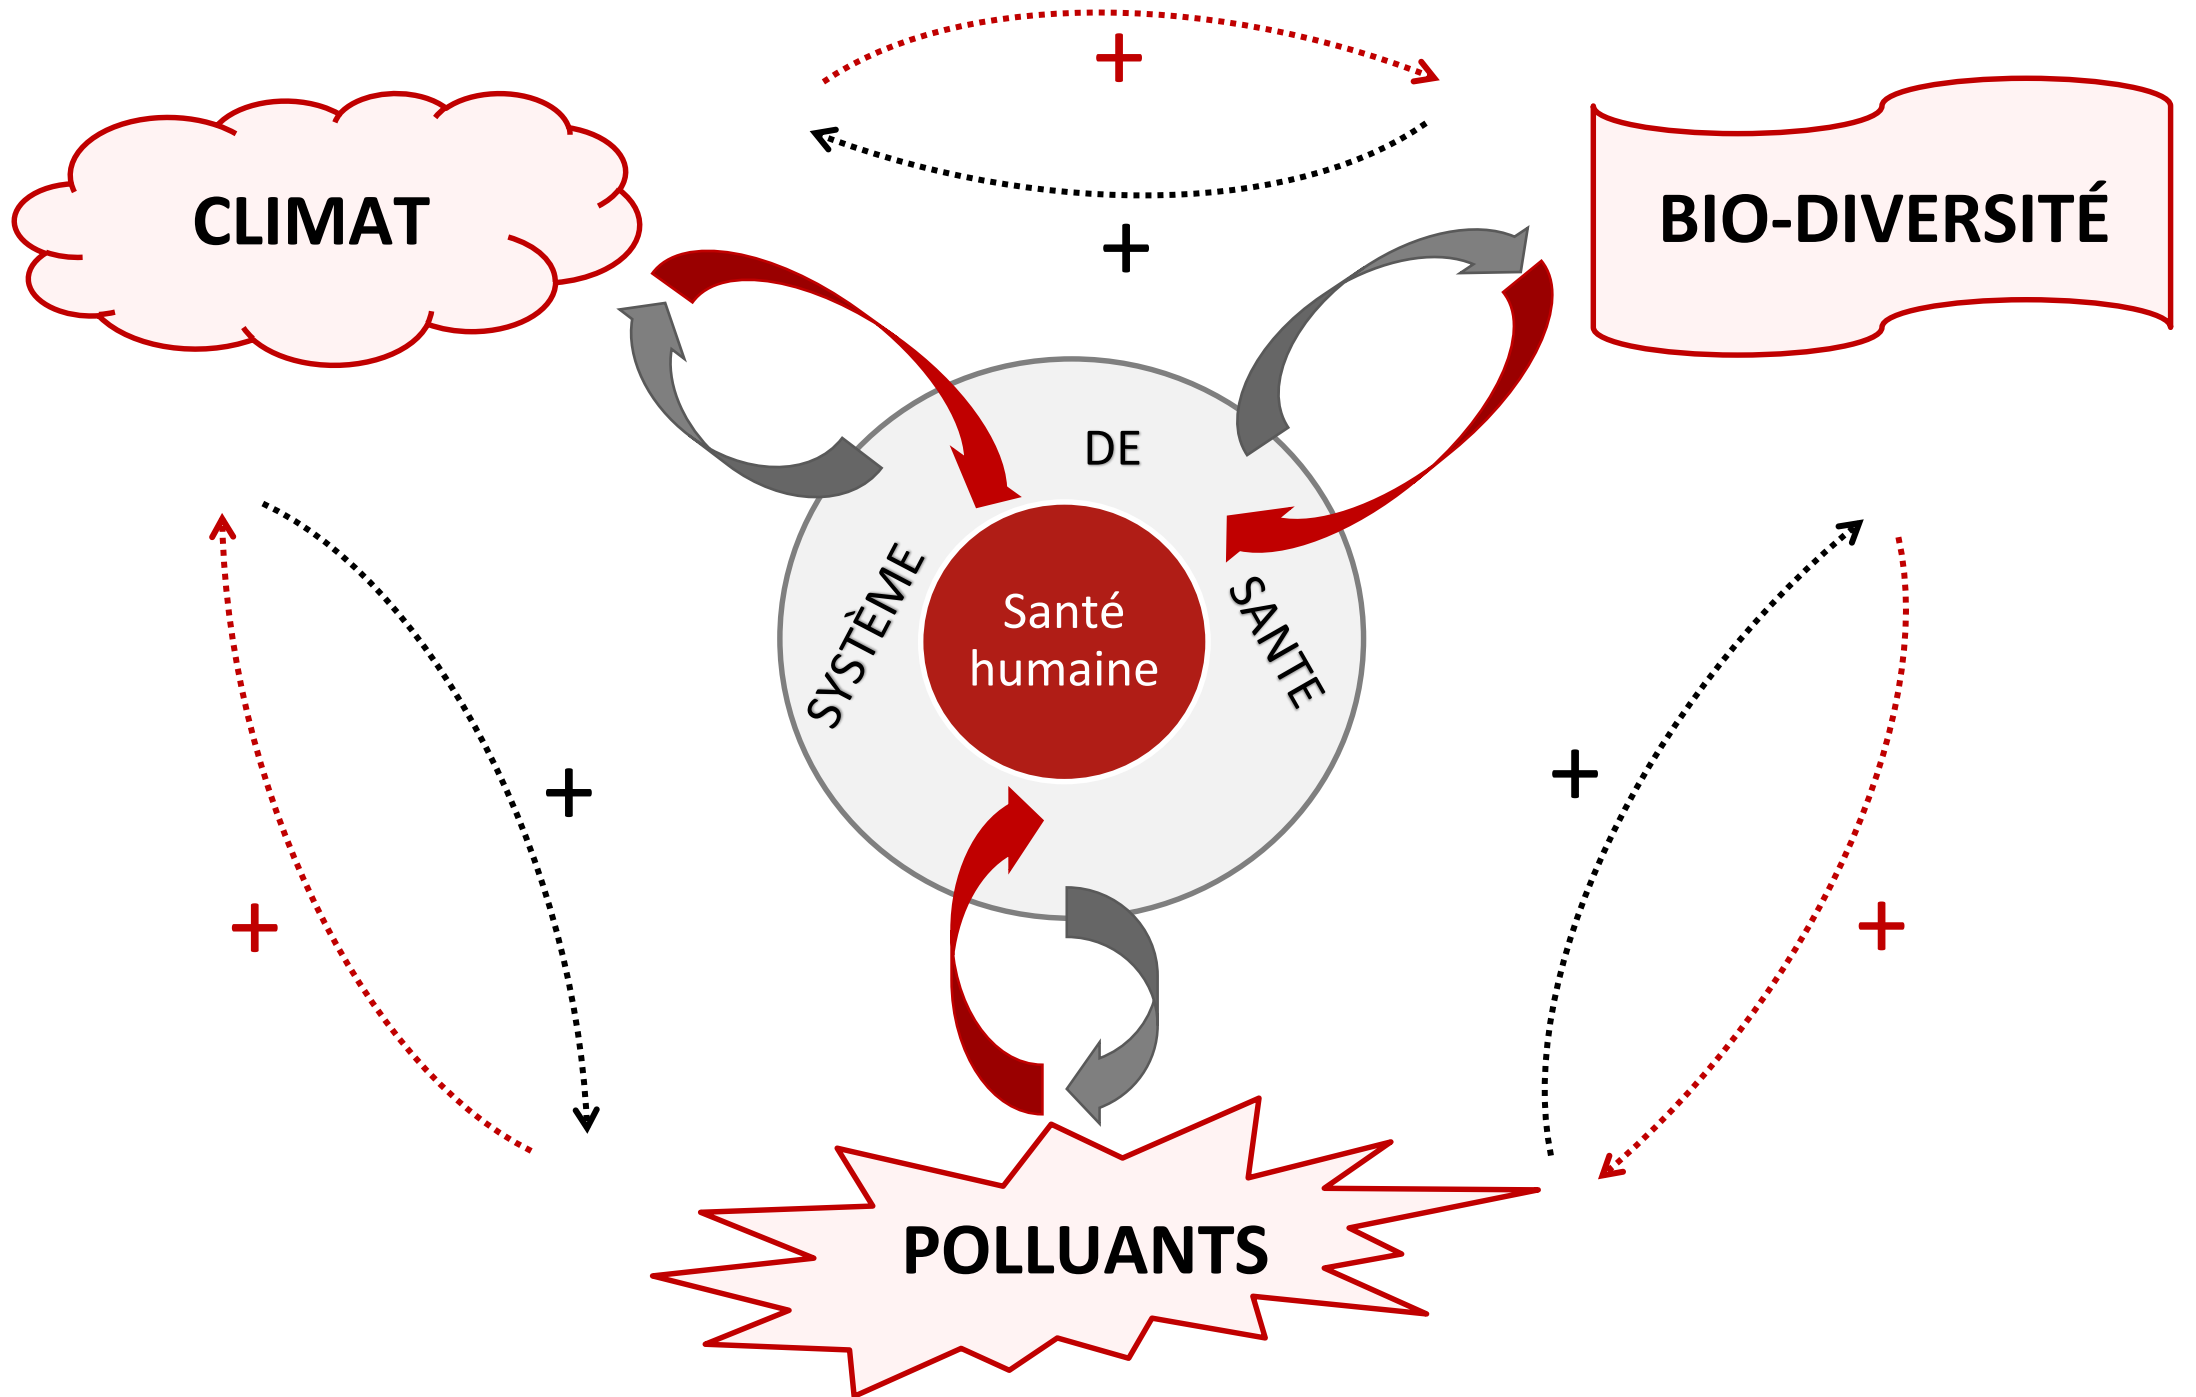 +
CLIMAT
BIO-DIVERSITÉ
+
DE
SYSTÈME
SANTE
Santé
humaine
+
+
+
+
POLLUANTS